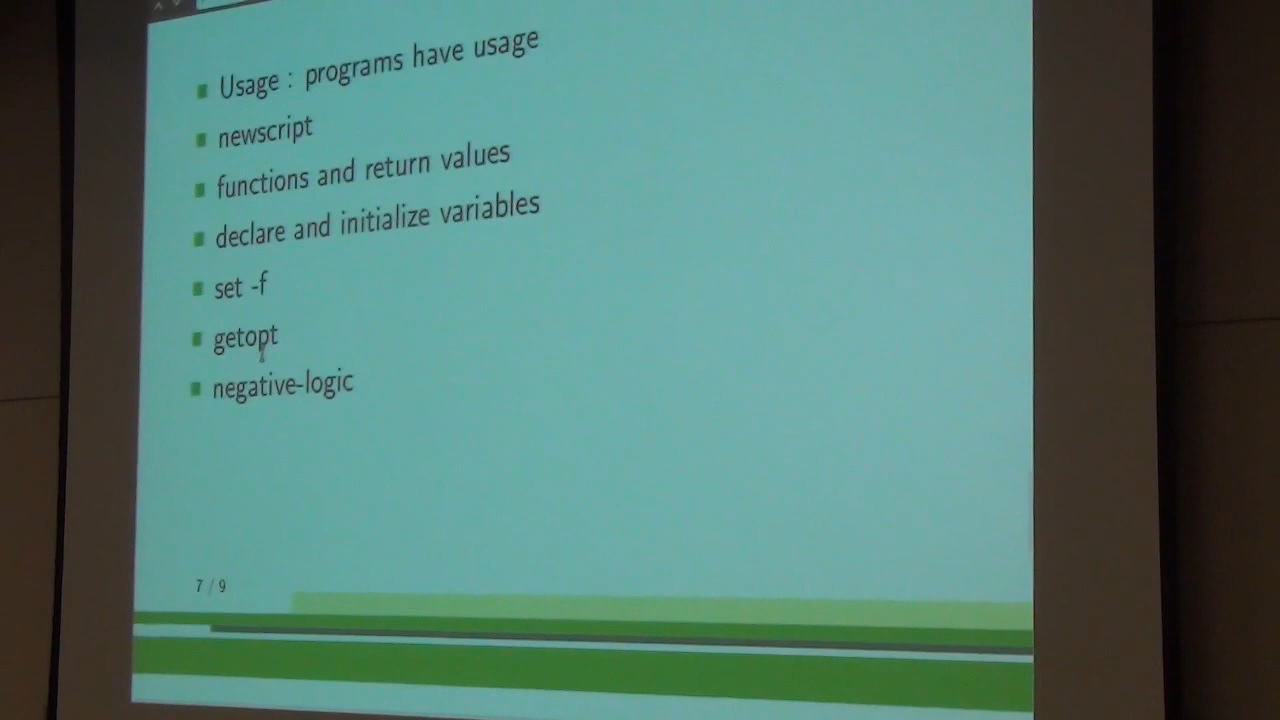 Usage : programs have usage
newscript
functions and return values
declare and initialize variables
set -f
getopt
negative-logic
7 / 9